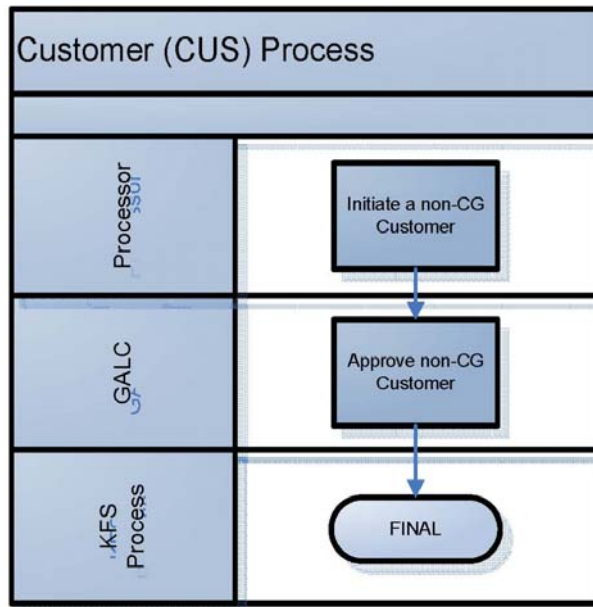 Customer (CUS) Process
Processor
Initiate a non-CG
Customer
GALC
Approve non-CG
Customer
KFS
Process
FINAL